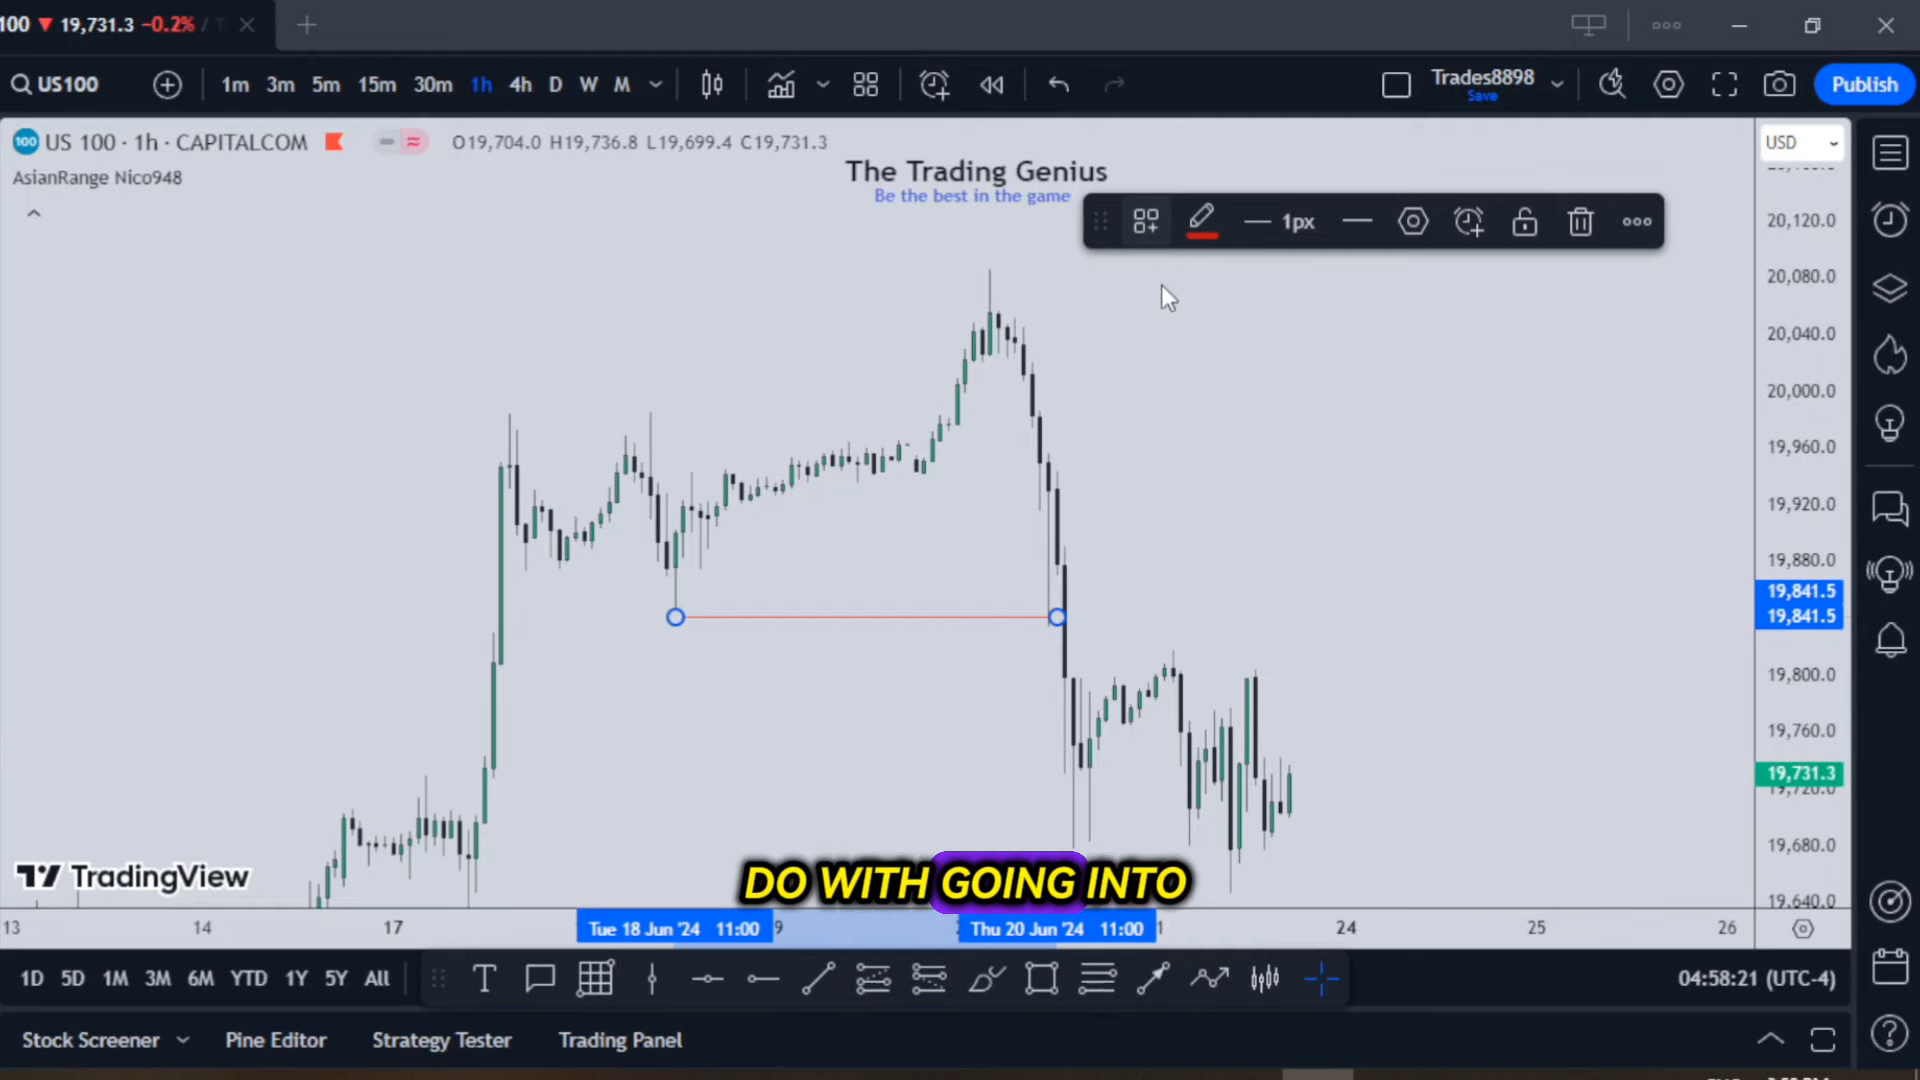 100 19,731.3 −0.2% /
US100 1m 3m 5m 15m 30m 1h 4h D W M Trades8898 Save Publish
100 US 100 · 1h · CAPITALCOM O19,704.0 H19,736.8 L19,699.4 C19,731.3
USD
AsianRange Nico948
The Trading Genius
Be the best in the game
1px
20,120.0
20,080.0
20,040.0
20,000.0
19,960.0
19,920.0
19,880.0
19,841.5
19,841.5
19,800.0
19,760.0
19,731.3
19,720.0
19,680.0
19,640.0
TradingView
DO WITH GOING INTO
13 14 17 Tue 18 Jun '24 11:00 9 Thu 20 Jun '24 11:00 1 24 25 26
1D 5D 1M 3M 6M YTD 1Y 5Y All 04:58:21 (UTC-4)
Stock Screener Pine Editor Strategy Tester Trading Panel